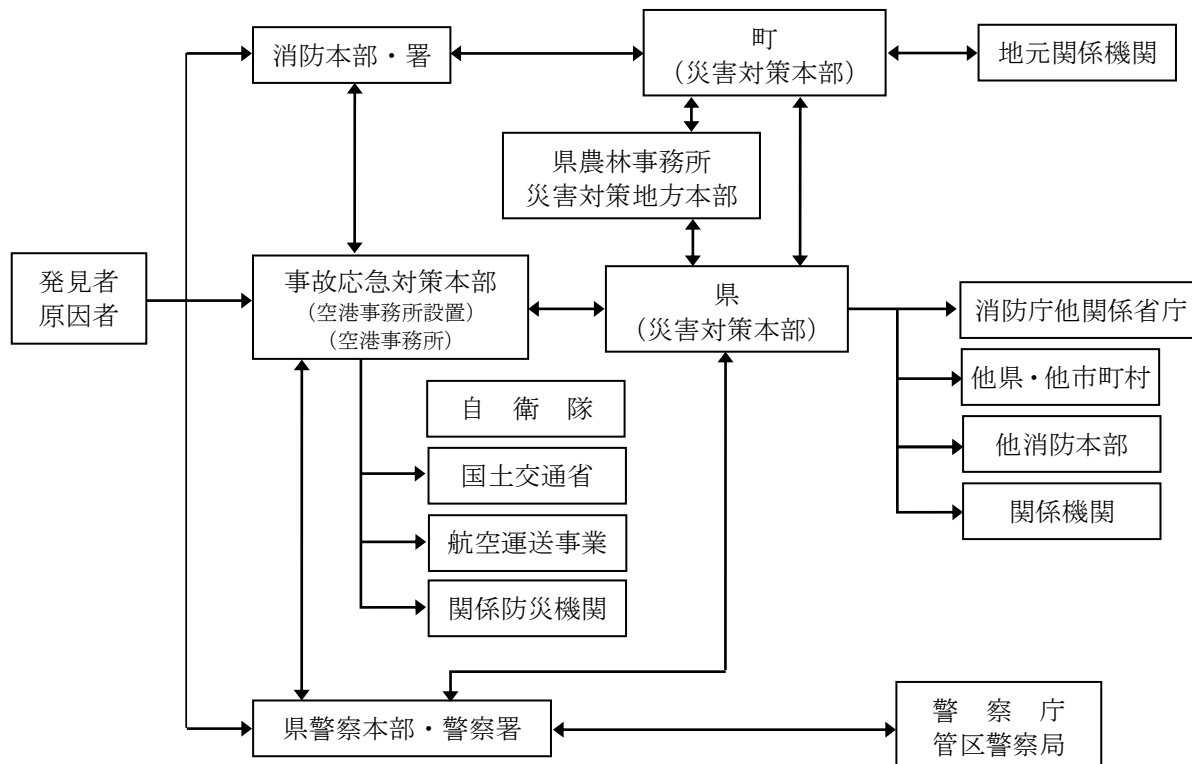 消防本部・署
町
（災害対策本部）
地元関係機関
県農林事務所
災害対策地方本部
発見者
原因者
事故応急対策本部
（空港事務所設置）
（空港事務所）
県
（災害対策本部）
消防庁他関係省庁
他県・他市町村
自　衛　隊
他消防本部
国土交通省
関係機関
航空運送事業
関係防災機関
県警察本部・警察署
警　察　庁
管区警察局